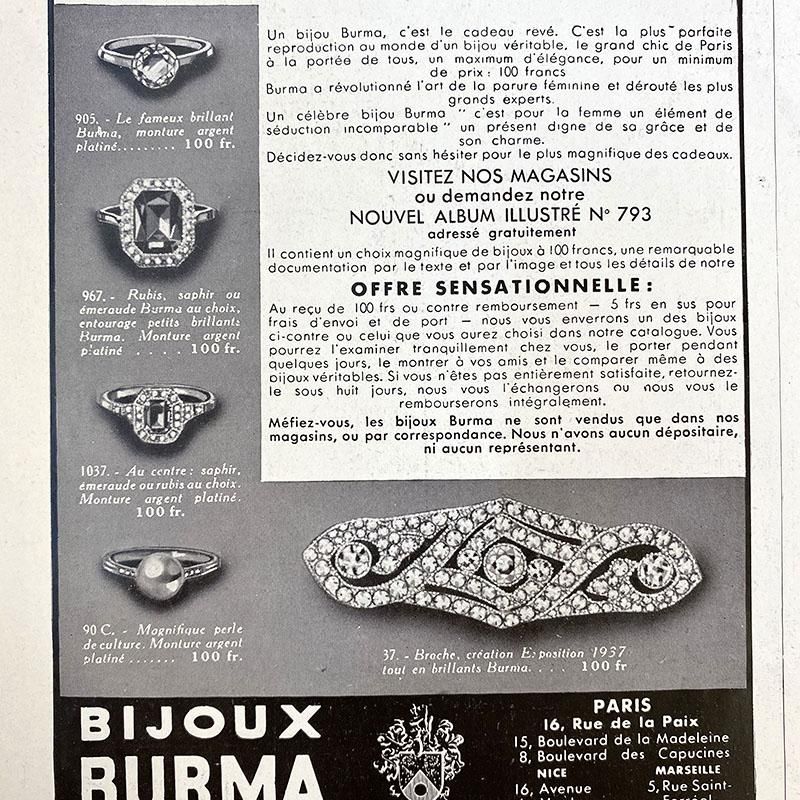 Un bijou Burma, c'est le cadeau rêvé. C'est la plus parfaite
reproduction au monde d'un bijou véritable, le grand chic de Paris
à la portée de tous, un maximum d'élégance, pour un minimum
de prix : 100 francs
Burma a révolutionné l'art de la parure féminine et dérouté les plus
grands experts.
Un célèbre bijou Burma " c'est pour la femme un élément de
séduction incomparable " un présent digne de sa grâce et de
son charme.
Décidez-vous donc sans hésiter pour le plus magnifique des cadeaux.
VISITEZ NOS MAGASINS
ou demandez notre
NOUVEL ALBUM ILLUSTRÉ N° 793
adressé gratuitement
Il contient un choix magnifique de bijoux à 100 francs, une remarquable
documentation par le texte et par l'image et tous les détails de notre
OFFRE SENSATIONNELLE :
Au reçu de 100 frs ou contre remboursement — 5 frs en sus pour
frais d'envoi et de port — nous vous enverrons un des bijoux
ci-contre ou celui que vous aurez choisi dans notre catalogue. Vous
pourrez l'examiner tranquillement chez vous, le porter pendant
quelques jours, le montrer à vos amis et le comparer même à des
bijoux véritables. Si vous n'êtes pas entièrement satisfaite, retournez-
le sous huit jours, nous vous l'échangerons ou nous vous le
rembourserons intégralement.
Méfiez-vous, les bijoux Burma ne sont vendus que dans nos
magasins, ou par correspondance. Nous n'avons aucun dépositaire,
ni aucun représentant.
905. - Le fameux brillant
Burma, monture argent
platiné......... 100 fr.
967. - Rubis, saphir ou
émeraude Burma au choix,
entourage petits brillants
Burma. Monture argent
platiné . . . . 100 fr.
1037. - Au centre : saphir,
émeraude ou rubis au choix.
Monture argent platiné.
100 fr.
90 C. - Magnifique perle
de culture. Monture argent
platiné ....... 100 fr.
37. - Broche, création Exposition 1937
tout en brillants Burma. . . . 100 fr
BIJOUX
BURMA
PARIS
16, Rue de la Paix
15, Boulevard de la Madeleine
8, Boulevard des Capucines
NICE MARSEILLE
16, Avenue 5, Rue Saint-